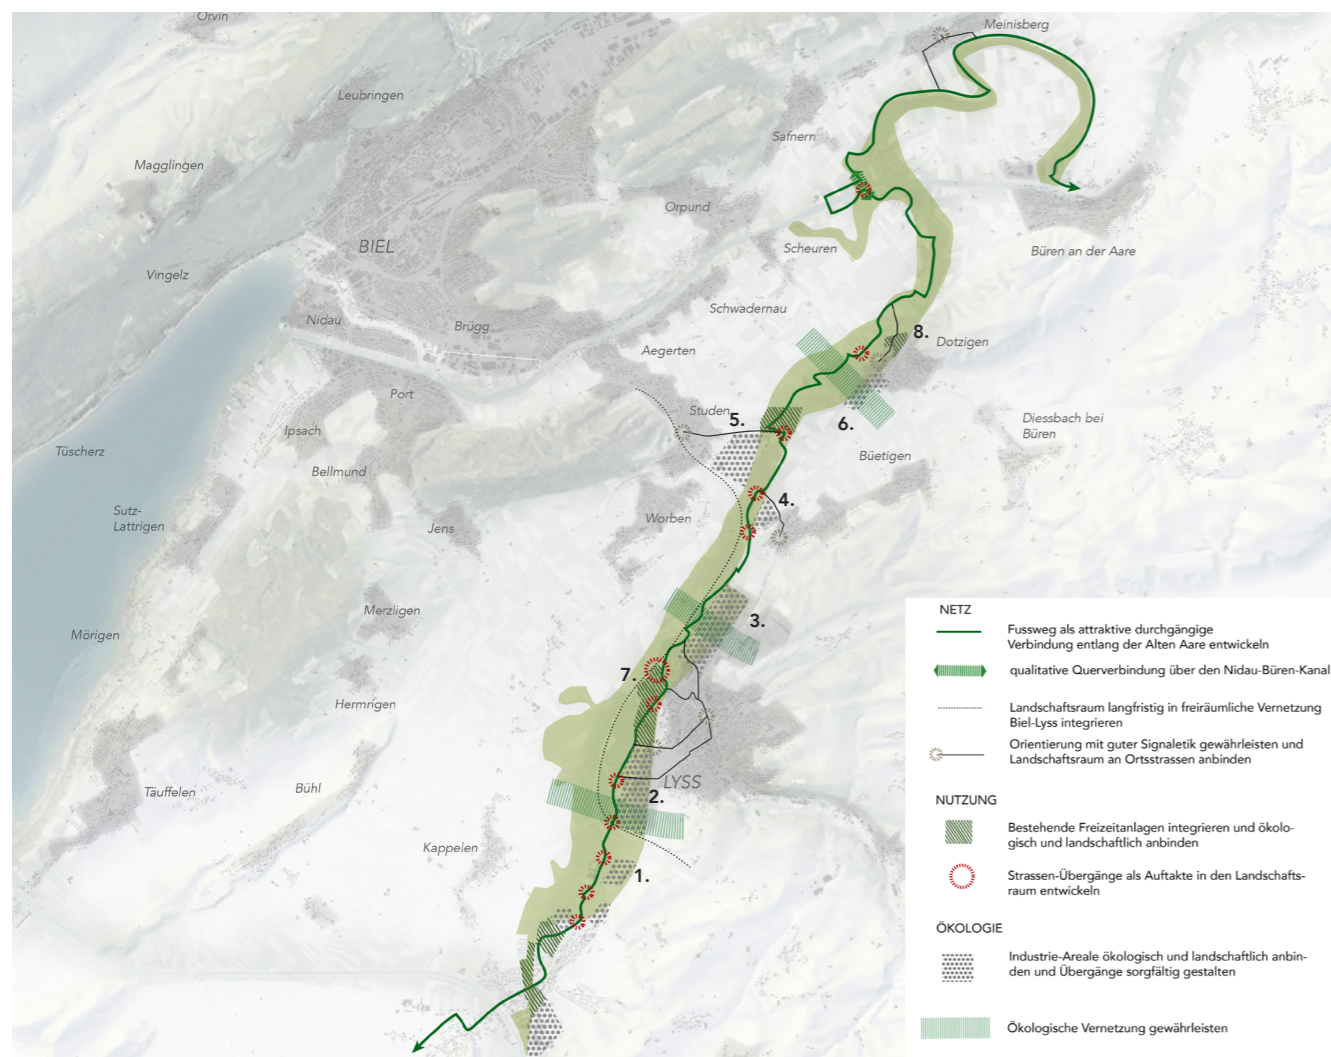 Orvin
Meinisberg
Leubringen
Safnern
Magglingen
Orpund
BIEL
Scheuren
Büren an der Aare
Vingelz
Schwadernau
Nidau
Brügg
8.
Dotzigen
Aegerten
Port
Studen
5.
6.
Diessbach bei
Büren
Ipsach
Tüscherz
Büetigen
Bellmund
4.
Sutz-
Lattrigen
Worben
Jens
Merzligen
3.
Mörigen
7.
Hermrigen
LYSS
Täuffelen
Bühl
2.
Kappelen
1.
NETZ
Fussweg als attraktive durchgängige
Verbindung entlang der Alten Aare entwickeln
qualitative Querverbindung über den Nidau-Büren-Kanal
Landschaftsraum langfristig in freiräumliche Vernetzung
Biel-Lyss integrieren
Orientierung mit guter Signaletik gewährleisten und
Landschaftsraum an Ortsstrassen anbinden
NUTZUNG
Bestehende Freizeitanlagen integrieren und ökolo-
gisch und landschaftlich anbinden
Strassen-Übergänge als Auftakte in den Landschafts-
raum entwickeln
ÖKOLOGIE
Industrie-Areale ökologisch und landschaftlich anbin-
den und Übergänge sorgfältig gestalten
Ökologische Vernetzung gewährleisten